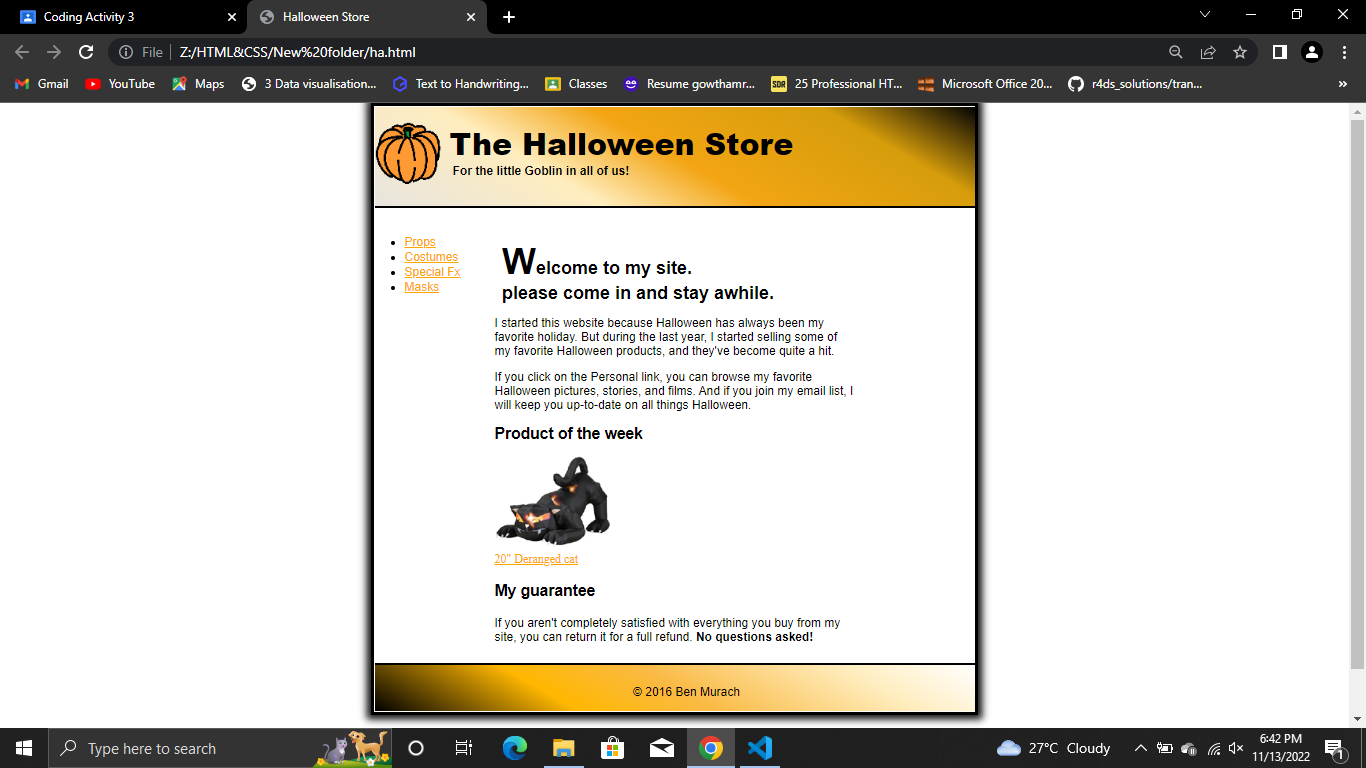 Coding Activity 3
Halloween Store
File
Z:/HTML&CSS/New%20folder/ha.html
Gmail
YouTube
Maps
3 Data visualisation...
Text to Handwriting...
Classes
Resume gowthamr...
SDR
25 Professional HT...
Microsoft Office 20...
r4ds_solutions/tran...
»
The Halloween Store
For the little Goblin in all of us!
Props
Costumes
Special Fx
Masks
Welcome to my site.
please come in and stay awhile.
I started this website because Halloween has always been my
favorite holiday. But during the last year, I started selling some of
my favorite Halloween products, and they've become quite a hit.
If you click on the Personal link, you can browse my favorite
Halloween pictures, stories, and films. And if you join my email list, I
will keep you up-to-date on all things Halloween.
Product of the week
20" Deranged cat
My guarantee
If you aren't completely satisfied with everything you buy from my
site, you can return it for a full refund. No questions asked!
© 2016 Ben Murach
Type here to search
27°C Cloudy
6:42 PM
11/13/2022
1